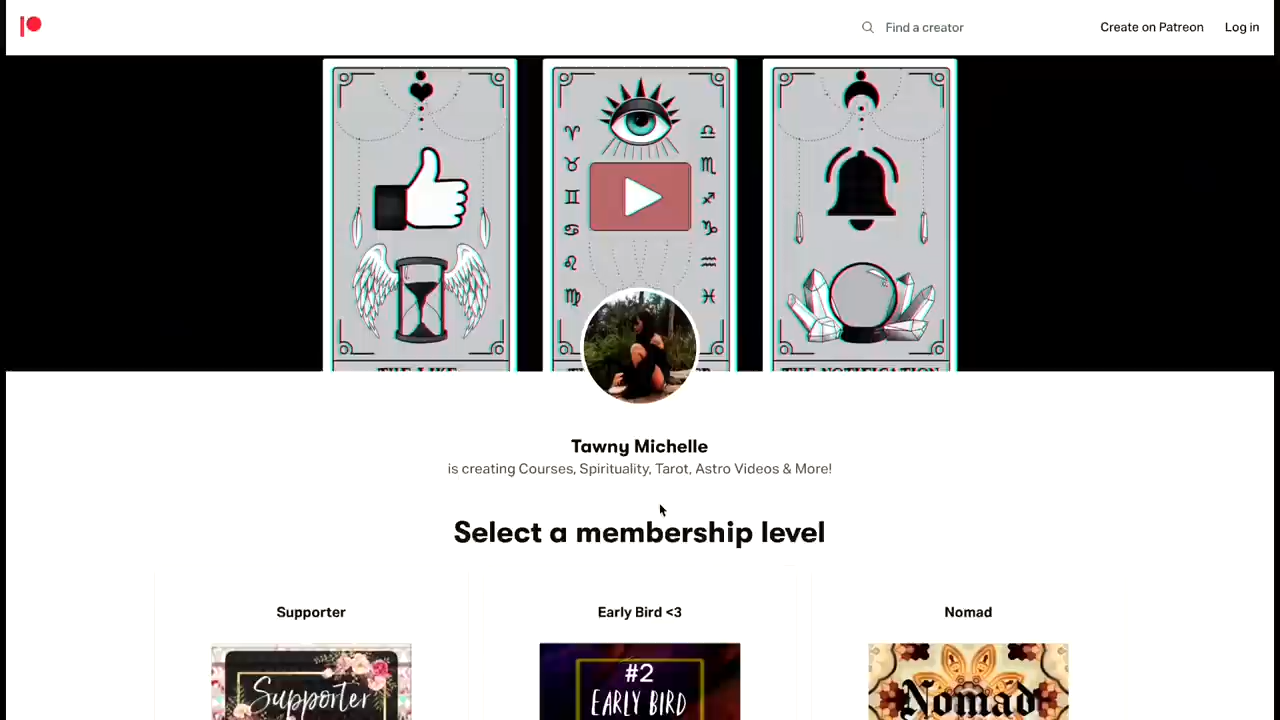 Find a creator
Create on Patreon
Log in
Tawny Michelle
is creating Courses, Spirituality, Tarot, Astro Videos & More!
Select a membership level
Supporter
Early Bird <3
Nomad
Supporter
#2
EARLY BIRD
Nomad